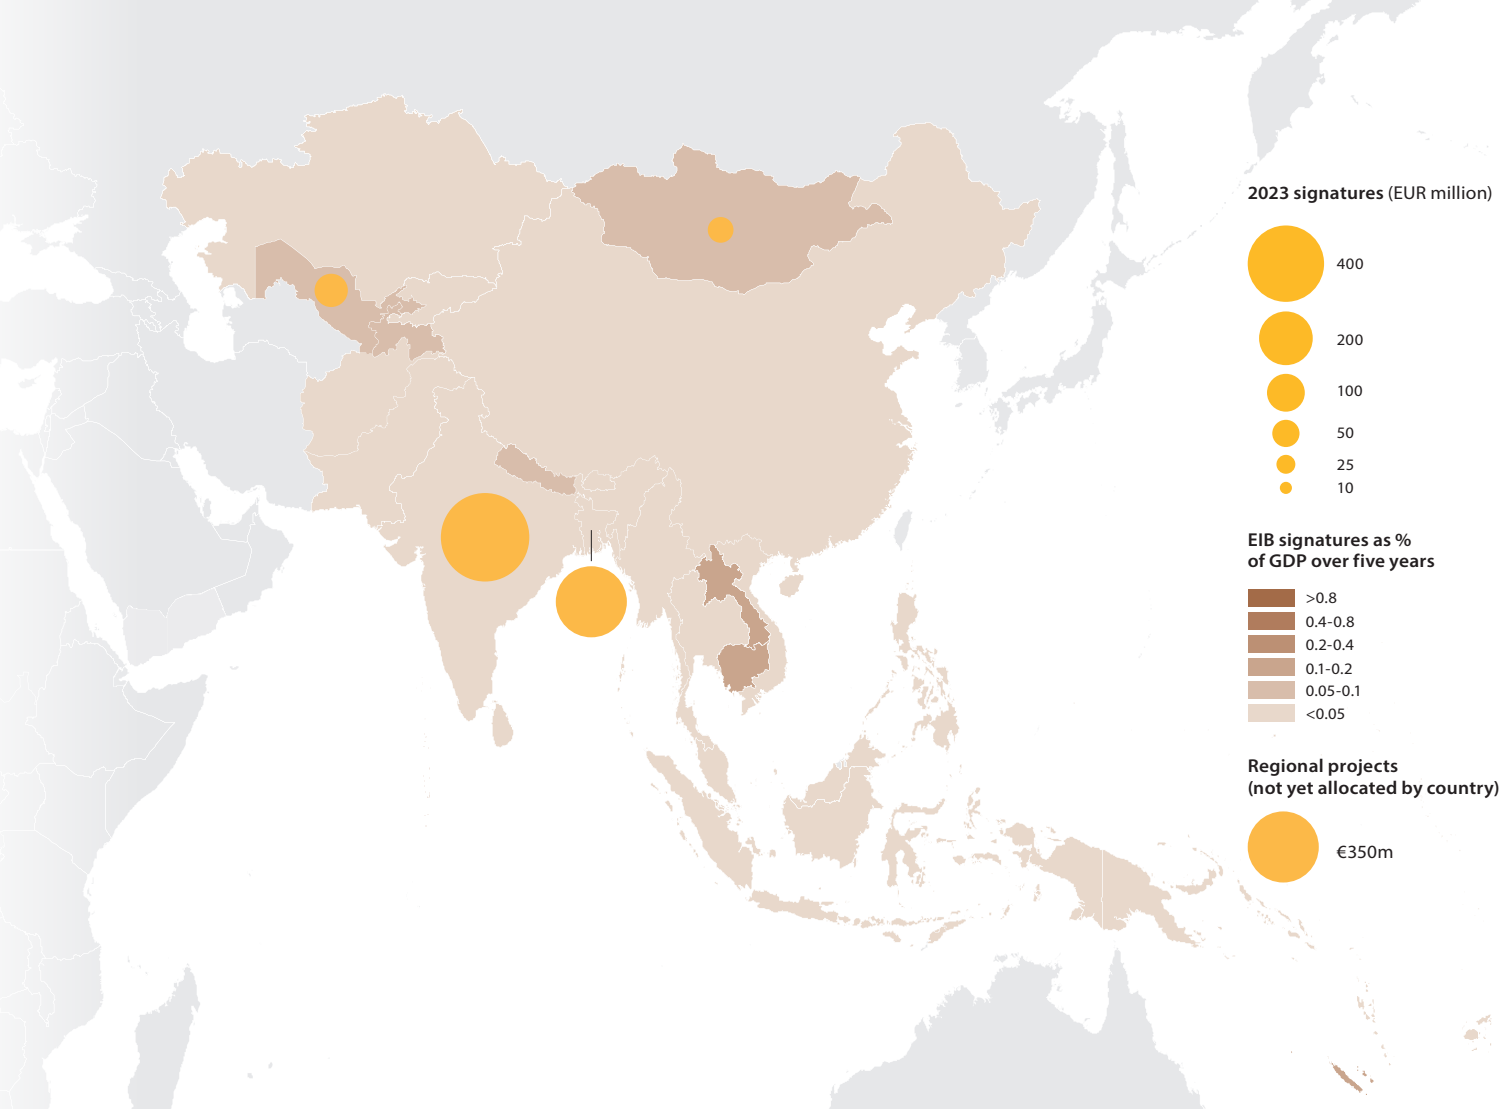 2023 signatures (EUR million)
400
200
100
50
25
10
EIB signatures as %
of GDP over five years
>0.8
0.4-0.8
0.2-0.4
0.1-0.2
0.05-0.1
<0.05
Regional projects
(not yet allocated by country)
€350m